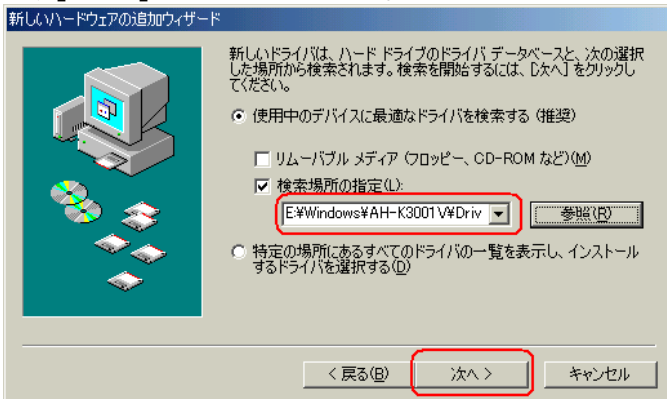 新しいハードウェアの追加ウィザード
新しいドライバは、ハード ドライブのドライバ データベースと、次の選択
した場所から検索されます。検索を開始するには、[次へ] をクリックし
てください。
使用中のデバイスに最適なドライバを検索する (推奨)
リムーバブル メディア (フロッピー、CD-ROM など)(M)
検索場所の指定(L):
E:¥Windows¥AH-K3001V¥Driv
参照(R)
特定の場所にあるすべてのドライバの一覧を表示し、インストール
するドライバを選択する(D)
< 戻る(B)
次へ >
キャンセル